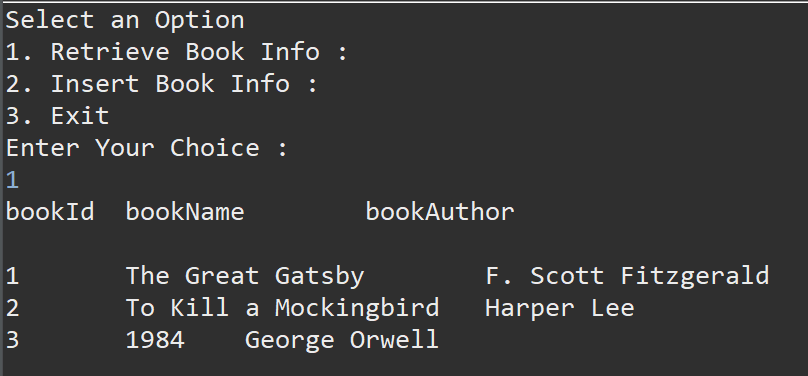 Select an Option
1. Retrieve Book Info :
2. Insert Book Info :
3. Exit
Enter Your Choice :
1
bookId  bookName        bookAuthor
1       The Great Gatsby        F. Scott Fitzgerald
2       To Kill a Mockingbird   Harper Lee
3       1984    George Orwell